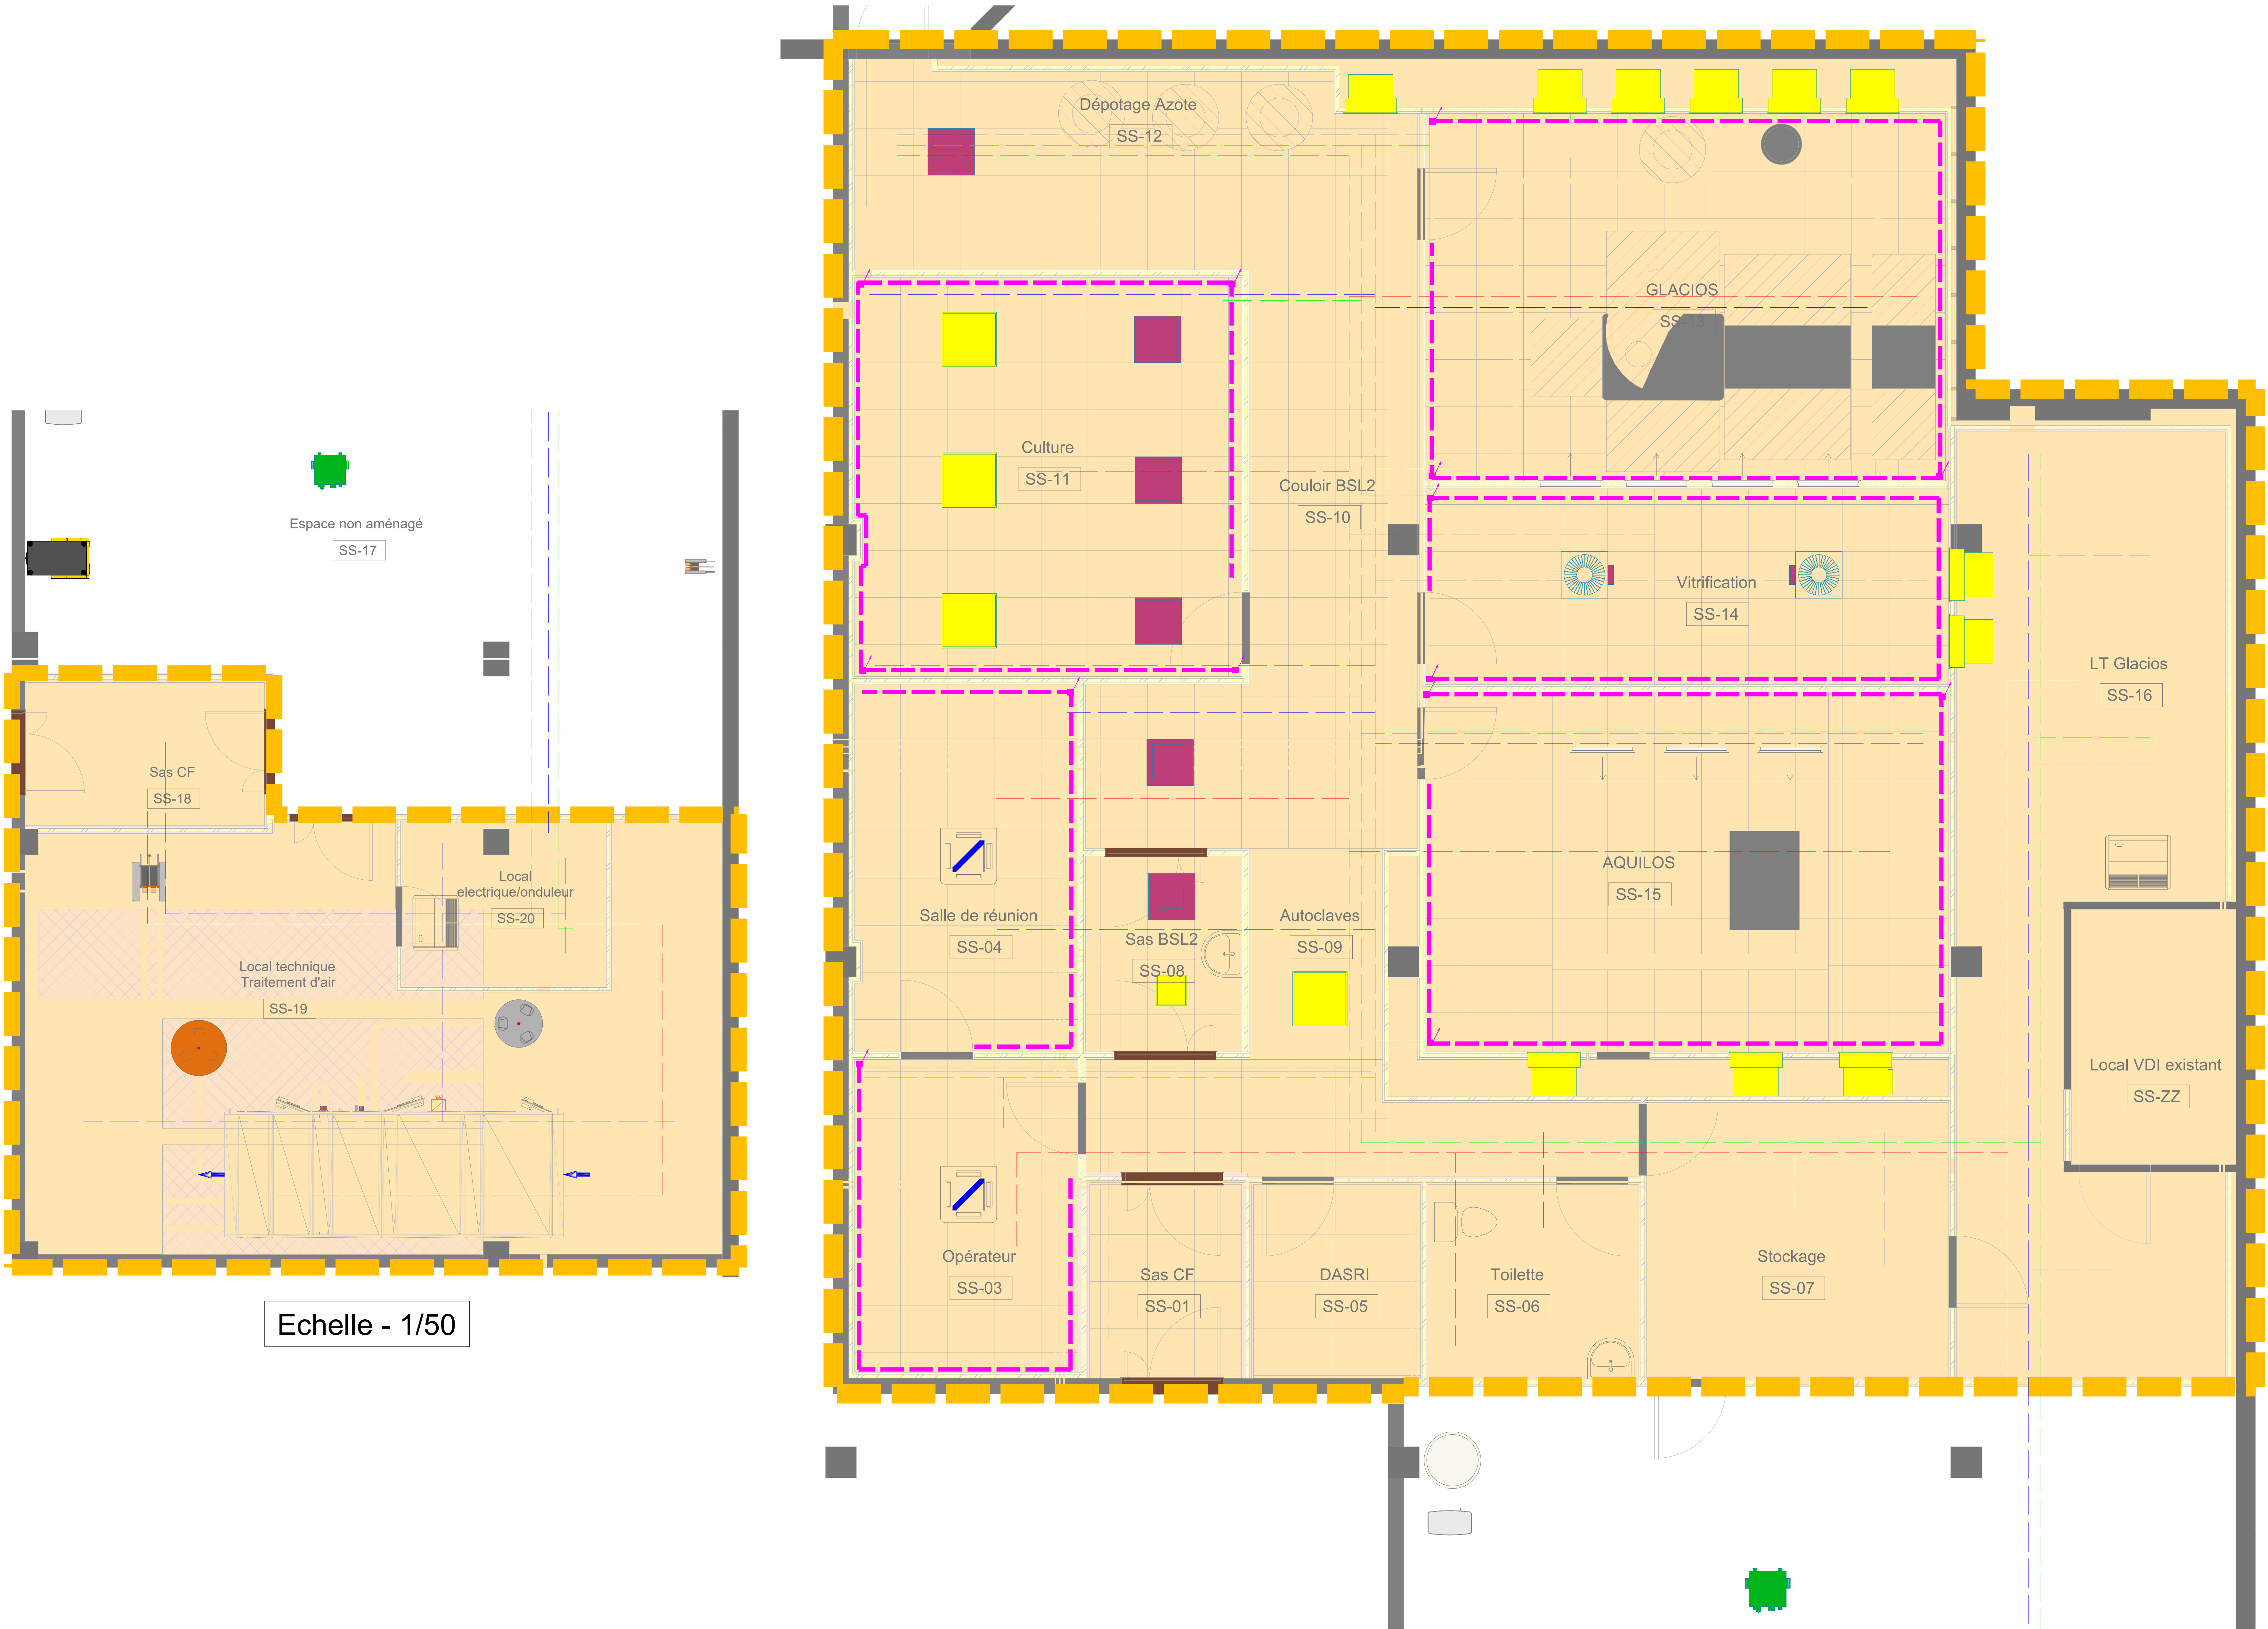 Dépotage Azote
SS-12
GLACIOS
SS-13
Culture
SS-11
Couloir BSL2
SS-10
Espace non aménagé
SS-17
Vitrification
SS-14
LT Glacios
SS-16
Sas CF
SS-18
AQUILOS
SS-15
Local
electrique/onduleur
SS-20
Salle de réunion
SS-04
Sas BSL2
SS-08
Autoclaves
SS-09
Local technique
Traitement d'air
SS-19
Local VDI existant
SS-ZZ
Opérateur
SS-03
Sas CF
SS-01
DASRI
SS-05
Toilette
SS-06
Stockage
SS-07
Echelle - 1/50